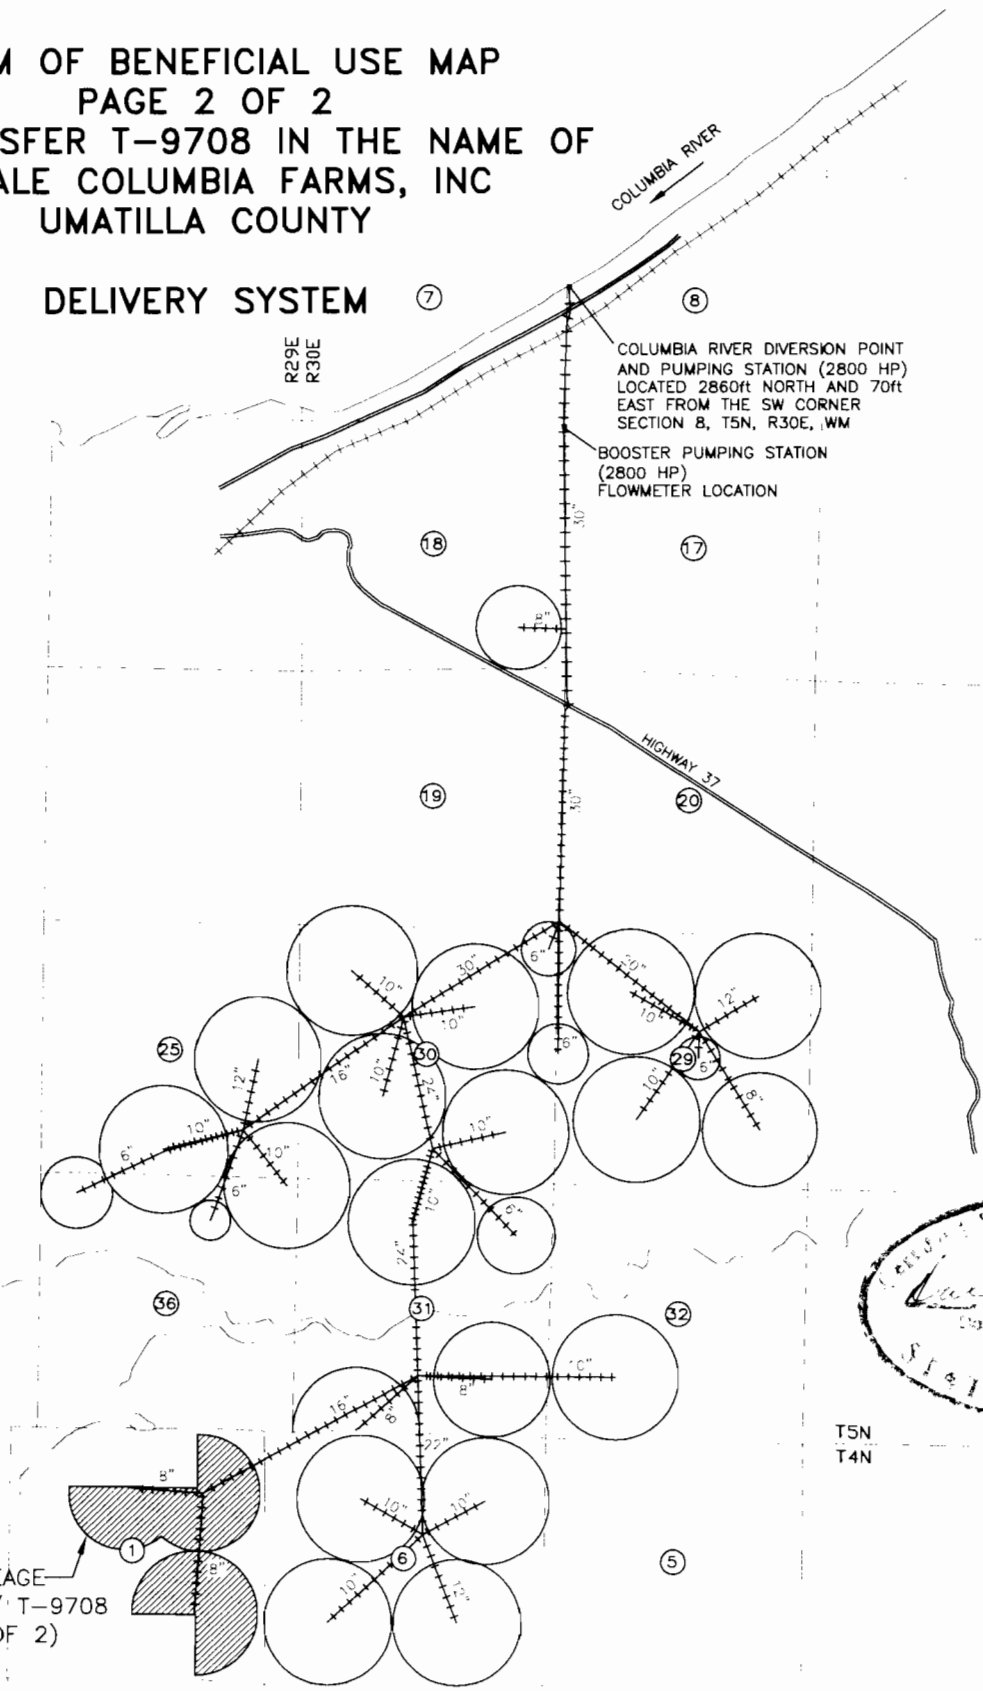 M OF BENEFICIAL USE MAP
PAGE 2 OF 2
SFER T-9708 IN THE NAME OF
ALE COLUMBIA FARMS, INC
UMATILLA COUNTY
DELIVERY SYSTEM
COLUMBIA RIVER
7
8
R29E
R30E
COLUMBIA RIVER DIVERSION POINT
AND PUMPING STATION (2800 HP)
LOCATED 2860ft NORTH AND 70ft
EAST FROM THE SW CORNER
SECTION 8, T5N, R30E, WM
BOOSTER PUMPING STATION
(2800 HP)
FLOWMETER LOCATION
30"
18
17
8"
HIGHWAY 37
19
30"
20
6"
30"
20"
10"
10"
12"
10"
25
30
29
16"
10"
24"
6"
6"
12"
10"
8"
10"
10"
10"
6"
6"
10"
6"
24"
36
31
32
10"
8"
16"
8"
22"
T5N
T4N
8"
10"
10"
1
6
5
EAGE
T-9708
OF 2)
8"
10"
12"